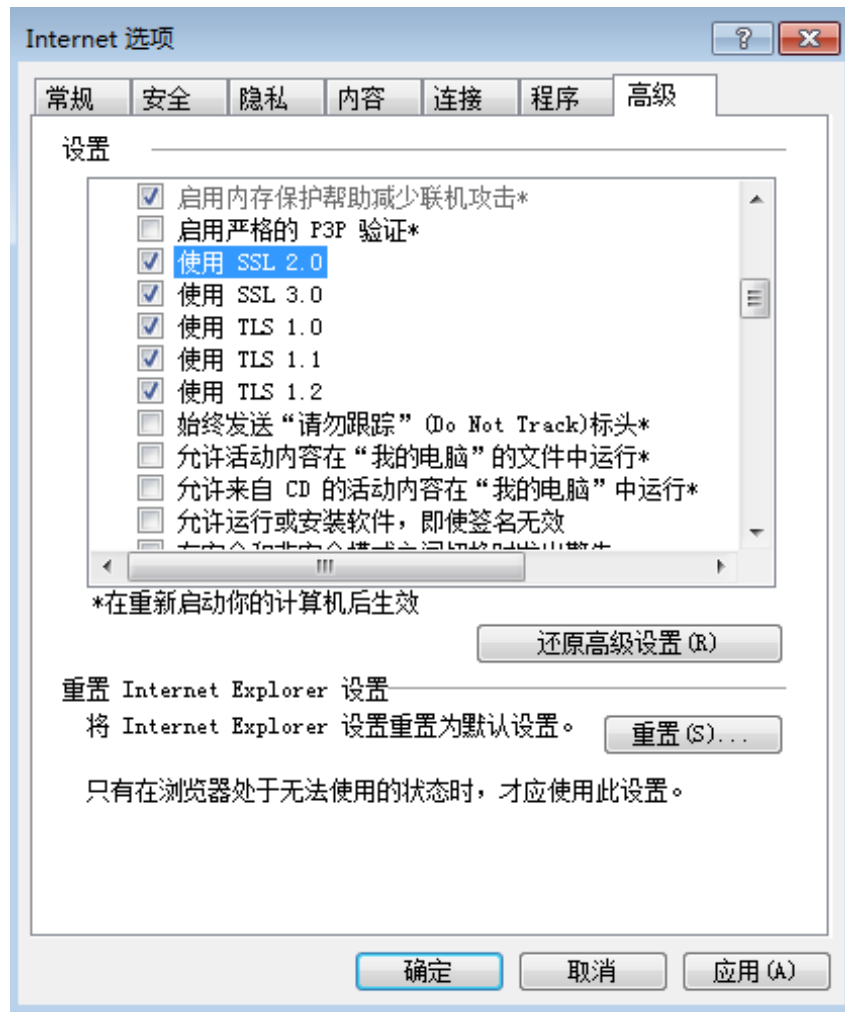 Internet 选项
常规 安全 隐私 内容 连接 程序 高级
设置
启用内存保护帮助减少联机攻击*
启用严格的 P3P 验证*
使用 SSL 2.0
使用 SSL 3.0
使用 TLS 1.0
使用 TLS 1.1
使用 TLS 1.2
始终发送“请勿跟踪” (Do Not Track)标头*
允许活动内容在“我的电脑”的文件中运行*
允许来自 CD 的活动内容在“我的电脑”中运行*
允许运行或安装软件，即使签名无效
*在重新启动你的计算机后生效
还原高级设置(R)
重置 Internet Explorer 设置
将 Internet Explorer 设置重置为默认设置。
重置(S)...
只有在浏览器处于无法使用的状态时，才应使用此设置。
确定 取消 应用(A)